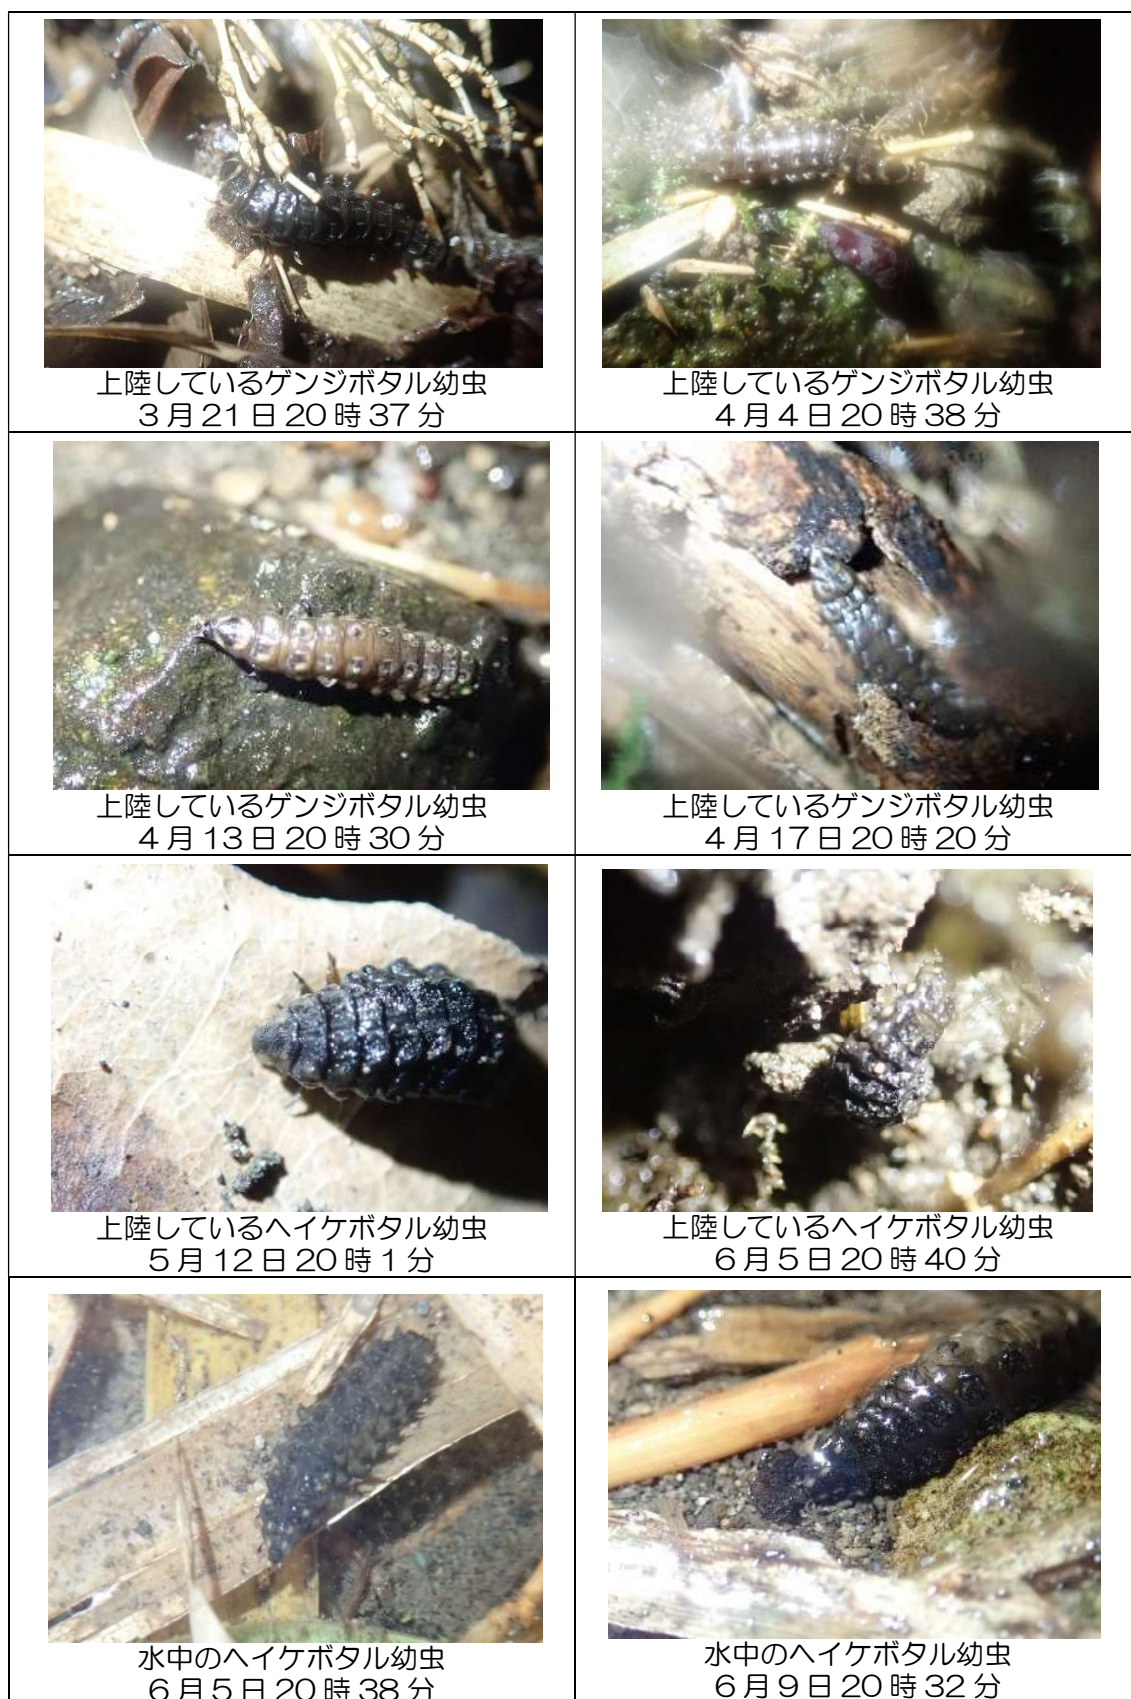 上陸しているゲンジボタル幼虫
3月21日20時37分
上陸しているゲンジボタル幼虫
4月4日20時38分
上陸しているゲンジボタル幼虫
4月13日20時30分
上陸しているゲンジボタル幼虫
4月17日20時20分
上陸しているヘイケボタル幼虫
5月12日20時1分
上陸しているヘイケボタル幼虫
6月5日20時40分
水中のヘイケボタル幼虫
6月5日20時38分
水中のヘイケボタル幼虫
6月9日20時32分